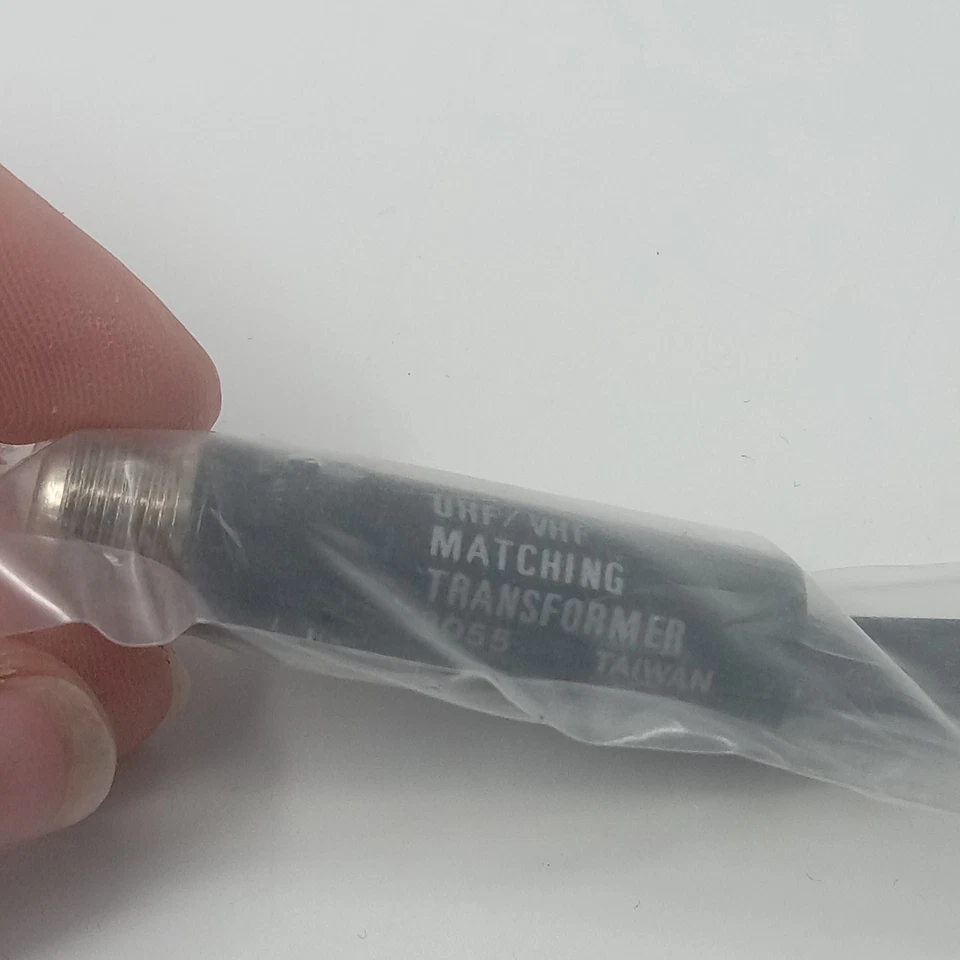 UHF/VHF
MATCHING
TRANSFORMER
TAIWAN